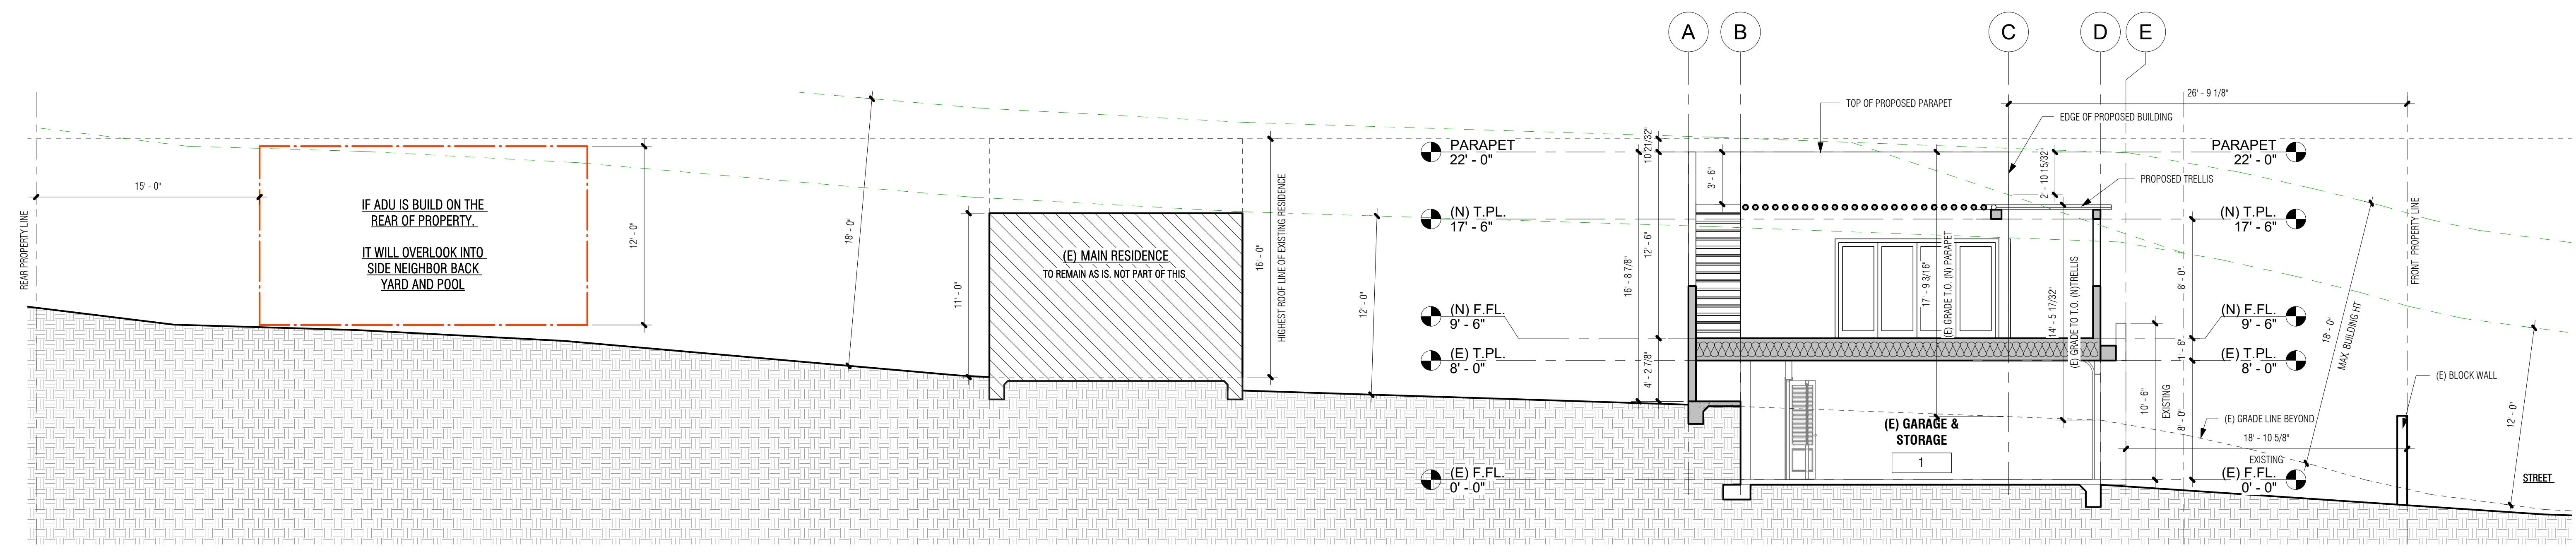 A
B
C
D
E
26' - 9 1/8"
TOP OF PROPOSED PARAPET
EDGE OF PROPOSED BUILDING
PARAPET
22' - 0"
10 21/32"
PARAPET
22' - 0"
2' - 10 15/32"
PROPOSED TRELLIS
3' - 6"
15' - 0"
IF ADU IS BUILD ON THE
REAR OF PROPERTY.
IT WILL OVERLOOK INTO
SIDE NEIGHBOR BACK
YARD AND POOL
REAR PROPERTY LINE
12' - 0"
18' - 0"
11' - 0"
(E) MAIN RESIDENCE
TO REMAIN AS IS. NOT PART OF THIS
16' - 0"
HIGHEST ROOF LINE OF EXISTING RESIDENCE
12' - 0"
(N) T.PL.
17' - 6"
(N) T.PL.
17' - 6"
12' - 6"
16' - 8 7/8"
17' - 9 3/16"
(E) GRADE T.O. (N) PARAPET
14' - 5 17/32"
(E) GRADE TO T.O. (N)TRELLIS
8' - 0"
FRONT PROPERTY LINE
(N) F.FL.
9' - 6"
(N) F.FL.
9' - 6"
1' - 6"
18' - 0"
MAX. BUILDING HT
(E) T.PL.
8' - 0"
(E) T.PL.
8' - 0"
4' - 2 7/8"
(E) BLOCK WALL
10' - 6"
EXISTING
8' - 0"
(E) GRADE LINE BEYOND
12' - 0"
(E) GARAGE &
STORAGE
1
18' - 10 5/8"
EXISTING
(E) F.FL.
0' - 0"
(E) F.FL.
0' - 0"
STREET